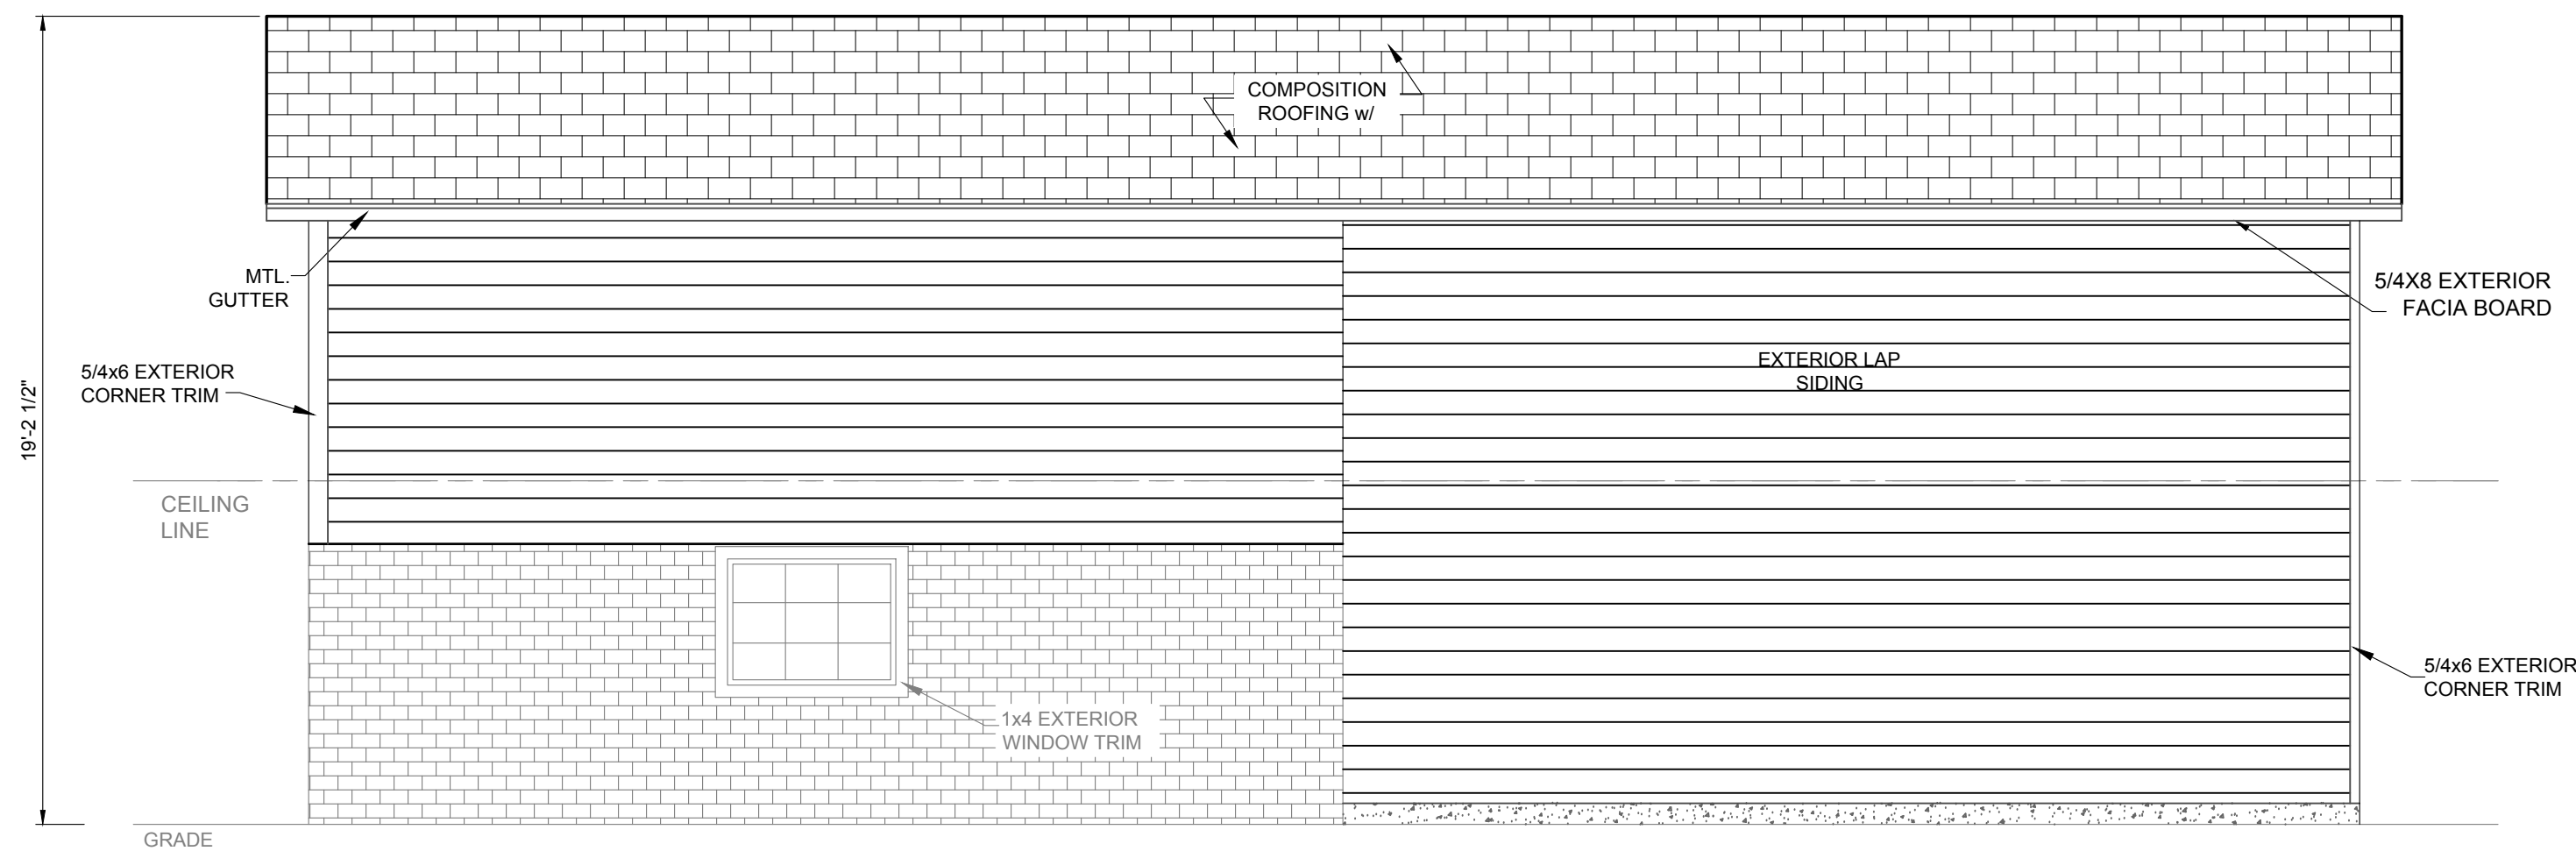 COMPOSITION
ROOFING w/
MTL.
GUTTER
5/4X8 EXTERIOR
FACIA BOARD
5/4x6 EXTERIOR
CORNER TRIM
EXTERIOR LAP
SIDING
19'-2 1/2"
CEILING
LINE
5/4x6 EXTERIOR
CORNER TRIM
1x4 EXTERIOR
WINDOW TRIM
GRADE